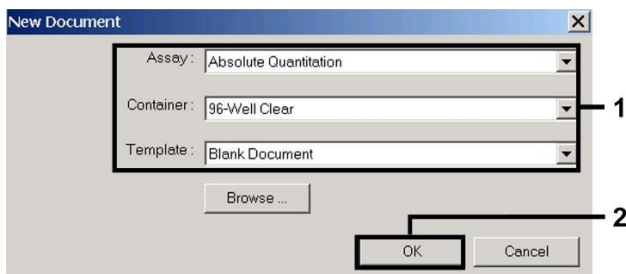 New Document
Assay : Absolute Quantitation
Container : 96-Well Clear
1
Template : Blank Document
Browse ...
2
OK Cancel